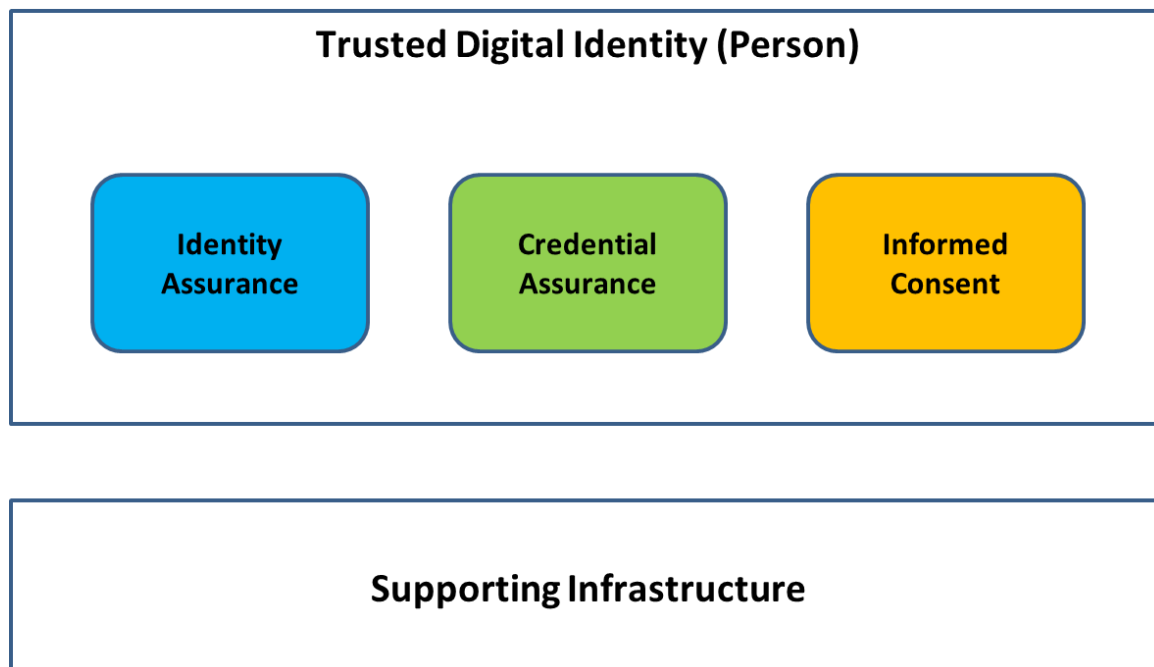 Trusted Digital Identity (Person)
Identity
Assurance
Credential
Assurance
Informed
Consent
Supporting Infrastructure